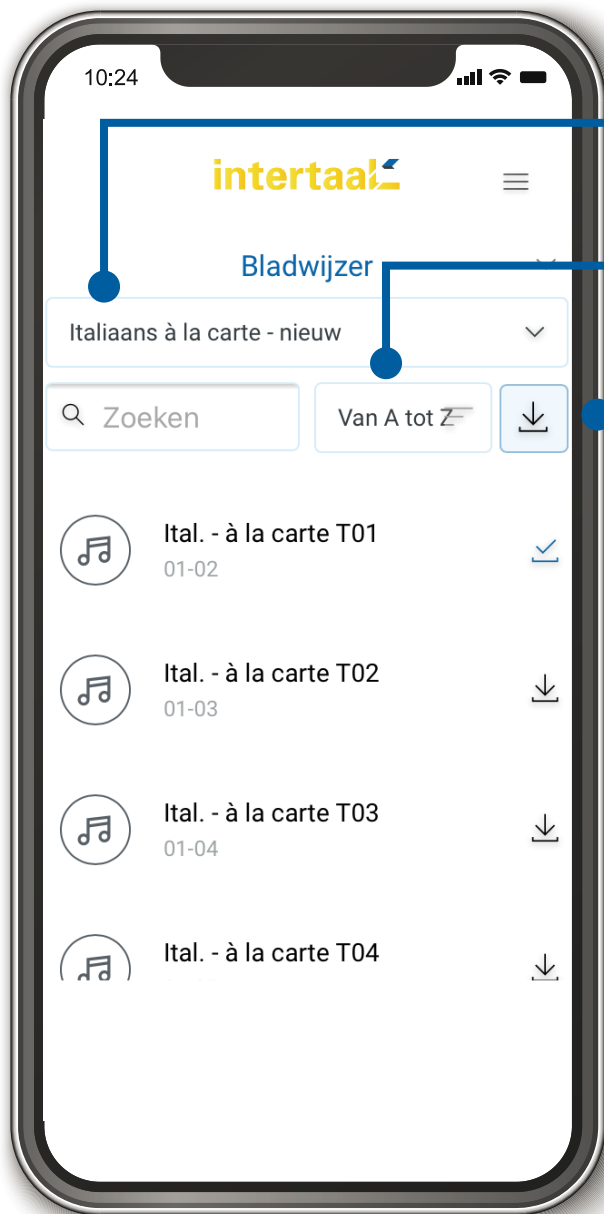 10:24
intertaal
Bladwijzer
Italiaans à la carte - nieuw
Zoeken
Van A tot Z
Ital. - à la carte T01
01-02
Ital. - à la carte T02
01-03
Ital. - à la carte T03
01-04
Ital. - à la carte T04